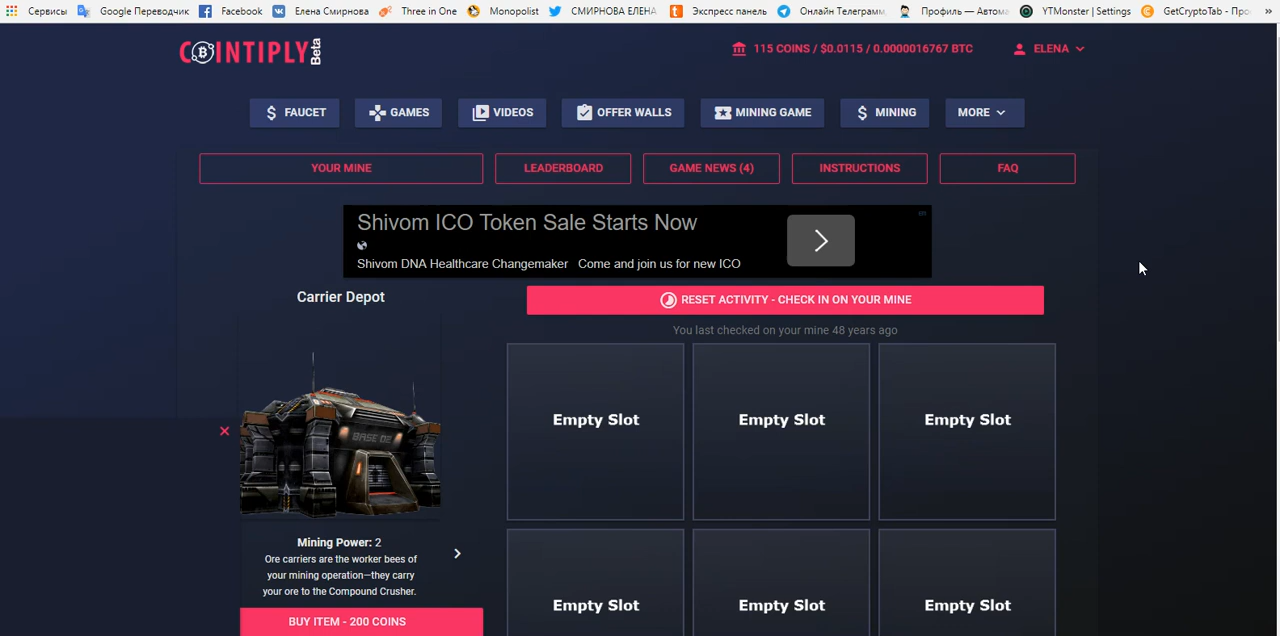 Сервисы Google Переводчик Facebook Елена Смирнова Three in One Monopolist СМИРНОВА ЕЛЕНА Экспресс панель Онлайн Телеграмм Профиль — Автома YTMonster | Settings GetCryptoTab - Про »
COINTIPLY Beta
115 COINS / $0.0115 / 0.0000016767 BTC
ELENA
$ FAUCET
GAMES
VIDEOS
OFFER WALLS
MINING GAME
$ MINING
MORE
YOUR MINE
LEADERBOARD
GAME NEWS (4)
INSTRUCTIONS
FAQ
Shivom ICO Token Sale Starts Now
Shivom DNA Healthcare Changemaker Come and join us for new ICO
Carrier Depot
RESET ACTIVITY - CHECK IN ON YOUR MINE
You last checked on your mine 48 years ago
BASE 02
Empty Slot
Empty Slot
Empty Slot
Mining Power: 2
Ore carriers are the worker bees of
your mining operation—they carry
your ore to the Compound Crusher.
BUY ITEM - 200 COINS
Empty Slot
Empty Slot
Empty Slot